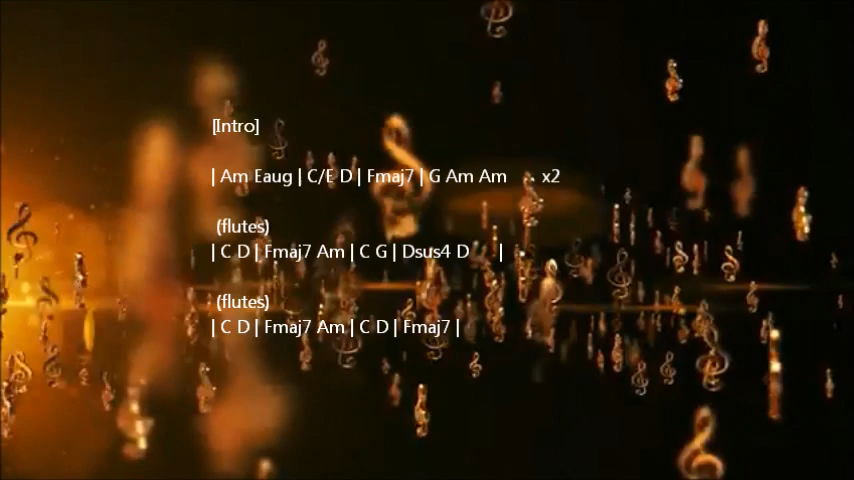 [Intro]
| Am Eaug | C/E D | Fmaj7 | G Am Am x2
(flutes)
| C D | Fmaj7 Am | C G | Dsus4 D |
(flutes)
| C D | Fmaj7 Am | C D | Fmaj7 |